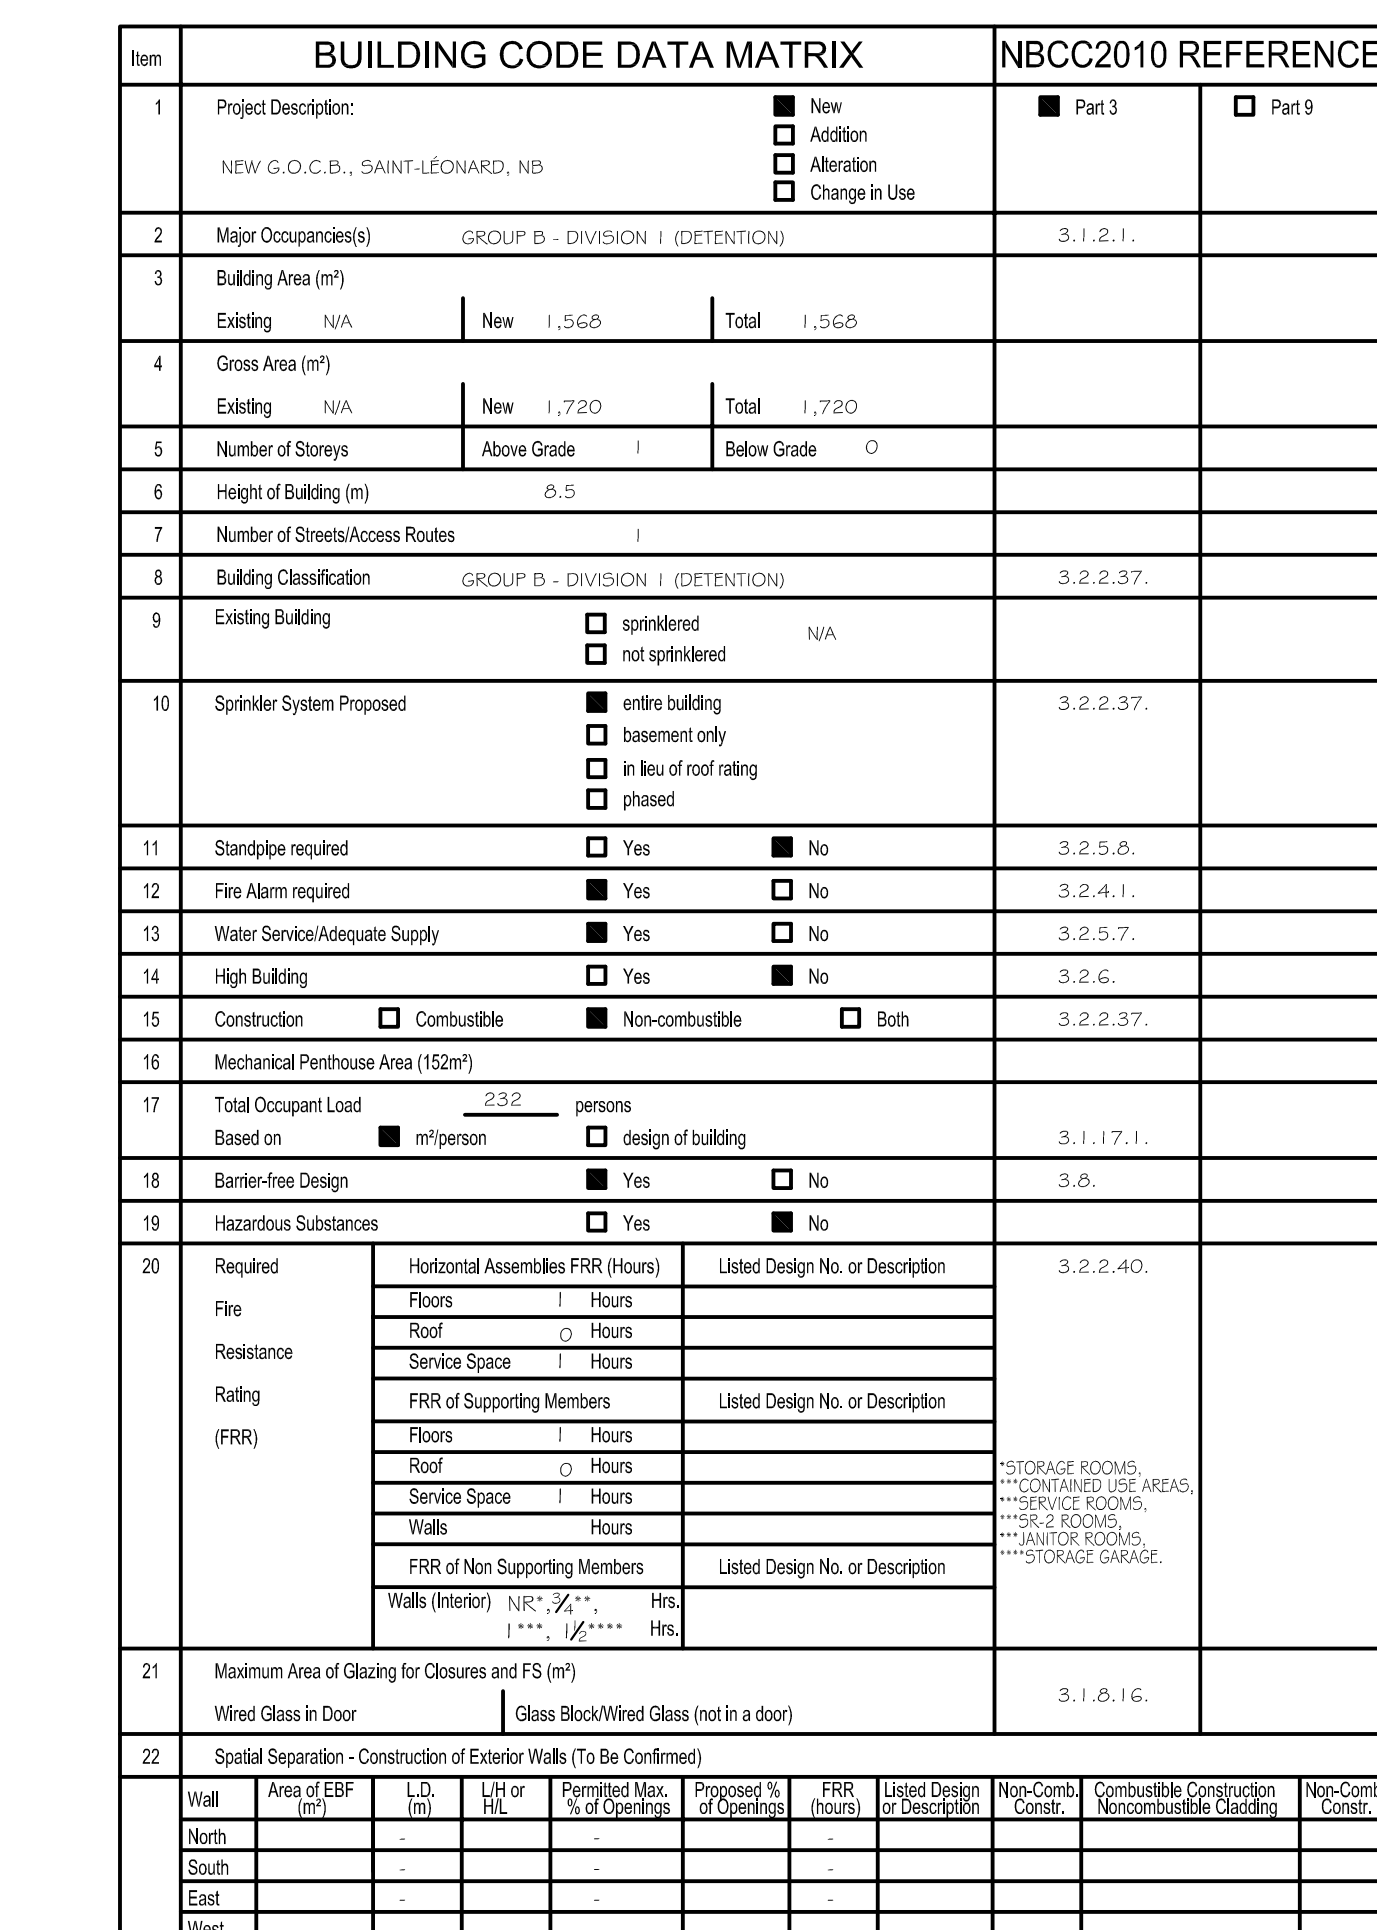 Item BUILDING CODE DATA MATRIX NBCC2010 REFERENCE
1 Project Description: New Part 3 Part 9
Addition
NEW G.O.C.B., SAINT-LÉONARD, NB Alteration
Change in Use
2 Major Occupancies(s) GROUP B - DIVISION 1 (DETENTION) 3.1.2.1.
3 Building Area (m²)
Existing N/A New 1,568 Total 1,568
4 Gross Area (m²)
Existing N/A New 1,720 Total 1,720
5 Number of Storeys Above Grade 1 Below Grade 0
6 Height of Building (m) 8.5
7 Number of Streets/Access Routes 1
8 Building Classification GROUP B - DIVISION 1 (DETENTION) 3.2.2.37.
9 Existing Building sprinklered N/A
not sprinklered
10 Sprinkler System Proposed entire building 3.2.2.37.
basement only
in lieu of roof rating
phased
11 Standpipe required Yes No 3.2.5.8.
12 Fire Alarm required Yes No 3.2.4.1.
13 Water Service/Adequate Supply Yes No 3.2.5.7.
14 High Building Yes No 3.2.6.
15 Construction Combustible Non-combustible Both 3.2.2.37.
16 Mechanical Penthouse Area (152m²)
17 Total Occupant Load 232 persons
Based on m²/person design of building 3.1.17.1.
18 Barrier-free Design Yes No 3.8.
19 Hazardous Substances Yes No
20 Required Horizontal Assemblies FRR (Hours) Listed Design No. or Description 3.2.2.40.
Fire Floors 1 Hours
Roof 0 Hours
Resistance Service Space 1 Hours
Rating FRR of Supporting Members Listed Design No. or Description
(FRR) Floors 1 Hours
Roof 0 Hours *STORAGE ROOMS,
***CONTAINED USE AREAS,
Service Space 1 Hours ***SERVICE ROOMS,
***SR-2 ROOMS,
Walls Hours ***JANITOR ROOMS,
****STORAGE GARAGE.
FRR of Non Supporting Members Listed Design No. or Description
Walls (Interior) NR*, 3/4**, Hrs.
1***, 1 1/2**** Hrs.
21 Maximum Area of Glazing for Closures and FS (m²)
3.1.8.16.
Wired Glass in Door Glass Block/Wired Glass (not in a door)
22 Spatial Separation - Construction of Exterior Walls (To Be Confirmed)
Wall Area of EBF L.D. L/H or Permitted Max. Proposed % FRR Listed Design Non-Comb. Combustible Construction Non-Comb
(m²) (m) H/L % of Openings of Openings (hours) or Description Constr. Noncombustible Cladding Constr.
North - - -
South - - -
East - - -
West